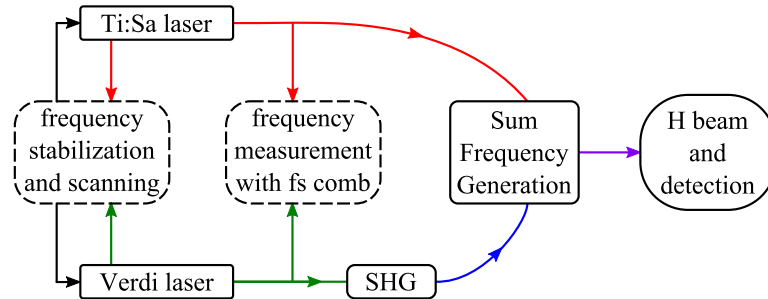 Ti:Sa laser
frequency
stabilization
and scanning
frequency
measurement
with fs comb
Sum
Frequency
Generation
H beam
and
detection
Verdi laser
SHG